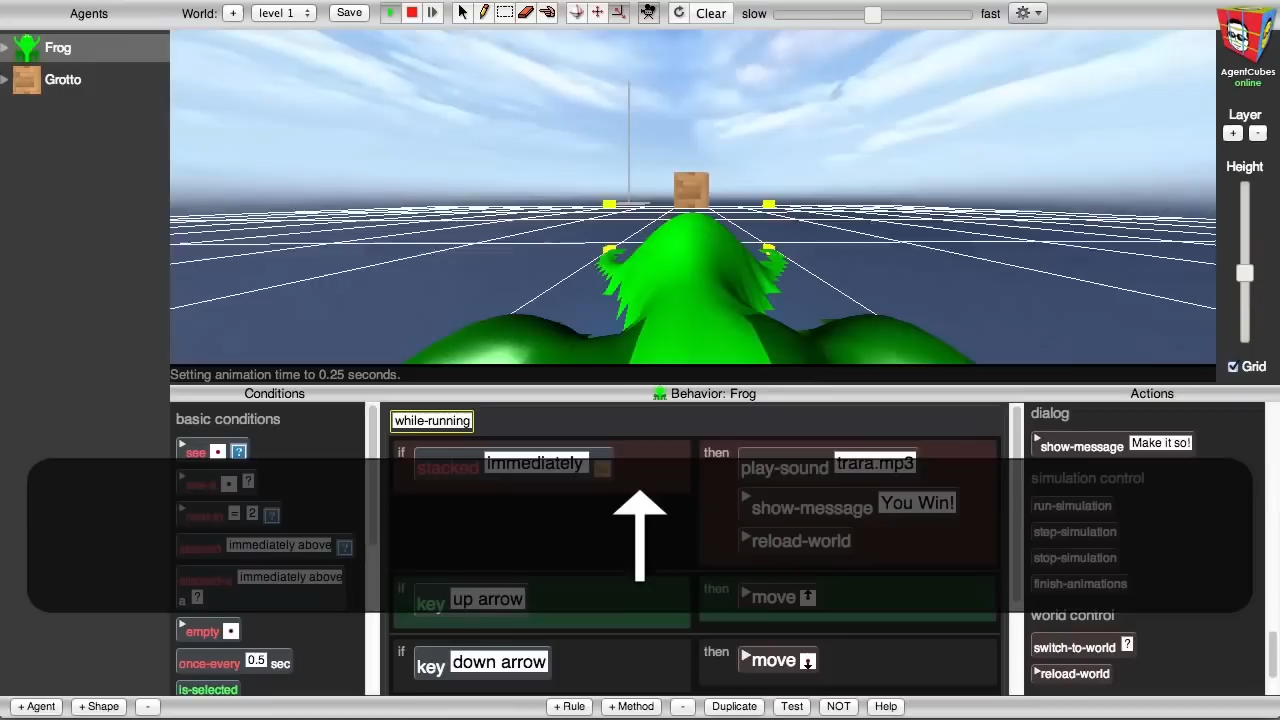 Agents
World: + level 1 Save Clear slow fast
Frog
Grotto
AgentCubes
online
Layer
+ -
Height
Grid
Setting animation time to 0.25 seconds.
Conditions
Behavior: Frog
Actions
basic conditions
see ?
?
= 2 ?
immediately above ?
immediately above
a ?
empty
once-every 0.5 sec
is-selected
while-running
if stacked immediately
then play-sound trara.mp3
show-message You Win!
reload-world
if key up arrow
then move
if key down arrow
then move
dialog
show-message Make it so!
simulation control
run-simulation
step-simulation
stop-simulation
finish-animations
world control
switch-to-world ?
reload-world
+ Agent + Shape - + Rule + Method - Duplicate Test NOT Help